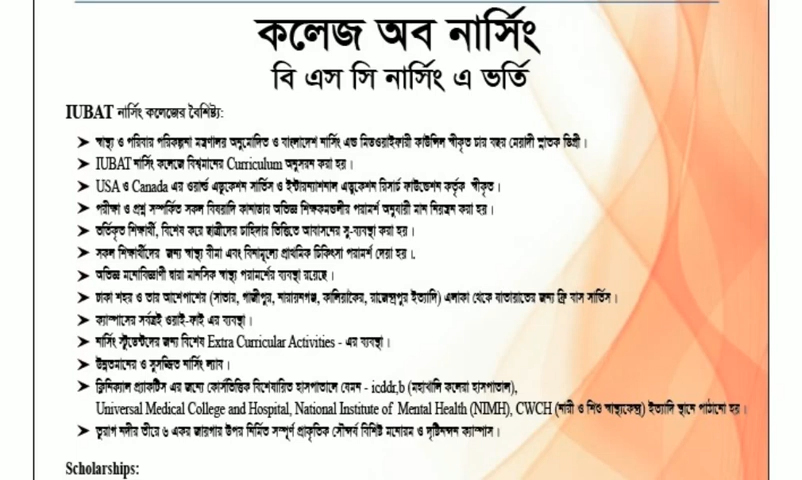 কলেজ অব নার্সিং
বি এস সি নার্সিং এ ভর্তি
IUBAT নার্সিং কলেজের বৈশিষ্ট্য:
➤ স্বাস্থ্য ও পরিবার পরিকল্পনা মন্ত্রণালয় অনুমোদিত ও বাংলাদেশ নার্সিং এন্ড মিডওয়াইফারী কাউন্সিল স্বীকৃত চার বছর মেয়াদী স্নাতক ডিগ্রী।
➤ IUBAT নার্সিং কলেজে বিশ্বমানের Curriculum অনুসরন করা হয়।
➤ USA ও Canada এর ওয়ার্ল্ড এডুকেশন সার্ভিস ও ইন্টারন্যাশনাল এডুকেশন রিসার্চ ফাউন্ডেশন কর্তৃক স্বীকৃত।
➤ পরীক্ষা ও প্রশ্ন সম্পর্কিত সকল বিষয়াদি কানাডার অভিজ্ঞ শিক্ষকমন্ডলীর পরামর্শ অনুযায়ী মান নিয়ন্ত্রন করা হয়।
➤ ভর্তিকৃত শিক্ষার্থী, বিশেষ করে ছাত্রীদের চাহিদার ভিত্তিতে আবাসনের সু-ব্যবস্থা করা হয়।
➤ সকল শিক্ষার্থীদের জন্য স্বাস্থ্য বীমা এবং বিনামূল্যে প্রাথমিক চিকিৎসা পরামর্শ দেয়া হয়।.
➤ অভিজ্ঞ মনোবিজ্ঞানী দ্বারা মানসিক স্বাস্থ্য পরামর্শের ব্যবস্থা রয়েছে।
➤ ঢাকা শহর ও তার আশেপাশের (সাভার, গাজীপুর, নারায়নগঞ্জ, কালিয়াকৈর, রাজেন্দ্রপুর ইত্যাদি) এলাকা থেকে যাতায়াতের জন্য ফ্রি বাস সার্ভিস।
➤ ক্যাম্পাসের সর্বত্রই ওয়াই-ফাই এর ব্যবস্থা।
➤ নার্সিং স্টুডেন্টদের জন্য বিশেষ Extra Curricular Activities - এর ব্যবস্থা।
➤ উন্নতমানের ও সুসজ্জিত নার্সিং ল্যাব।
➤ ক্লিনিক্যাল প্র্যাকটিস এর জন্যে কোর্সভিত্তিক বিশেষায়িত হাসপাতালে যেমন - icddr,b (মহাখালি কলেরা হাসপাতাল),
Universal Medical College and Hospital, National Institute of Mental Health (NIMH), CWCH (নারী ও শিশু স্বাস্থ্যকেন্দ্র) ইত্যাদি স্থানে পাঠানো হয়।
➤ তুরাগ নদীর তীরে ৬ একর জায়গার উপর নির্মিত সম্পূর্ণ প্রাকৃতিক সৌন্দর্য বিশিষ্ট মনোরম ও দৃষ্টিনন্দন ক্যাম্পাস।
Scholarships: